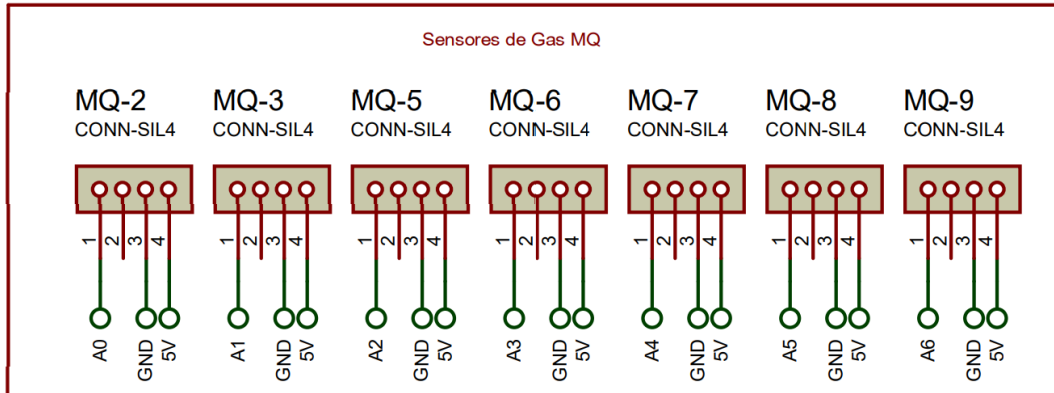 Sensores de Gas MQ
MQ-2 MQ-3 MQ-5 MQ-6 MQ-7 MQ-8 MQ-9
CONN-SIL4 CONN-SIL4 CONN-SIL4 CONN-SIL4 CONN-SIL4 CONN-SIL4 CONN-SIL4
1 2 3 4 1 2 3 4 1 2 3 4 1 2 3 4 1 2 3 4 1 2 3 4 1 2 3 4
A0 GND 5V A1 GND 5V A2 GND 5V A3 GND 5V A4 GND 5V A5 GND 5V A6 GND 5V